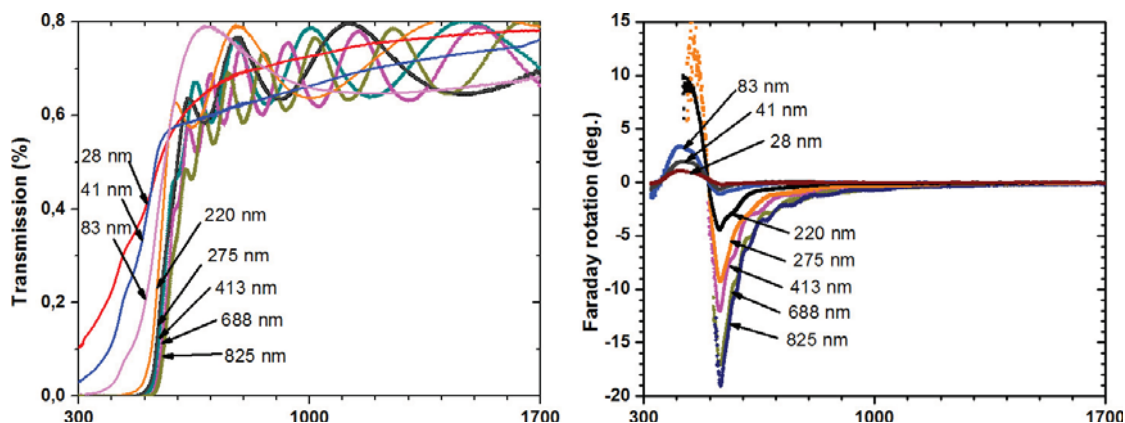 Transmission (%)
0,8
0,6
0,4
0,2
0,0
28 nm
41 nm
83 nm
220 nm
275 nm
413 nm
688 nm
825 nm
300
1000
1700
Faraday rotation (deg.)
15
10
5
0
-5
-10
-15
-20
83 nm
41 nm
28 nm
220 nm
275 nm
413 nm
688 nm
825 nm
300
1000
1700